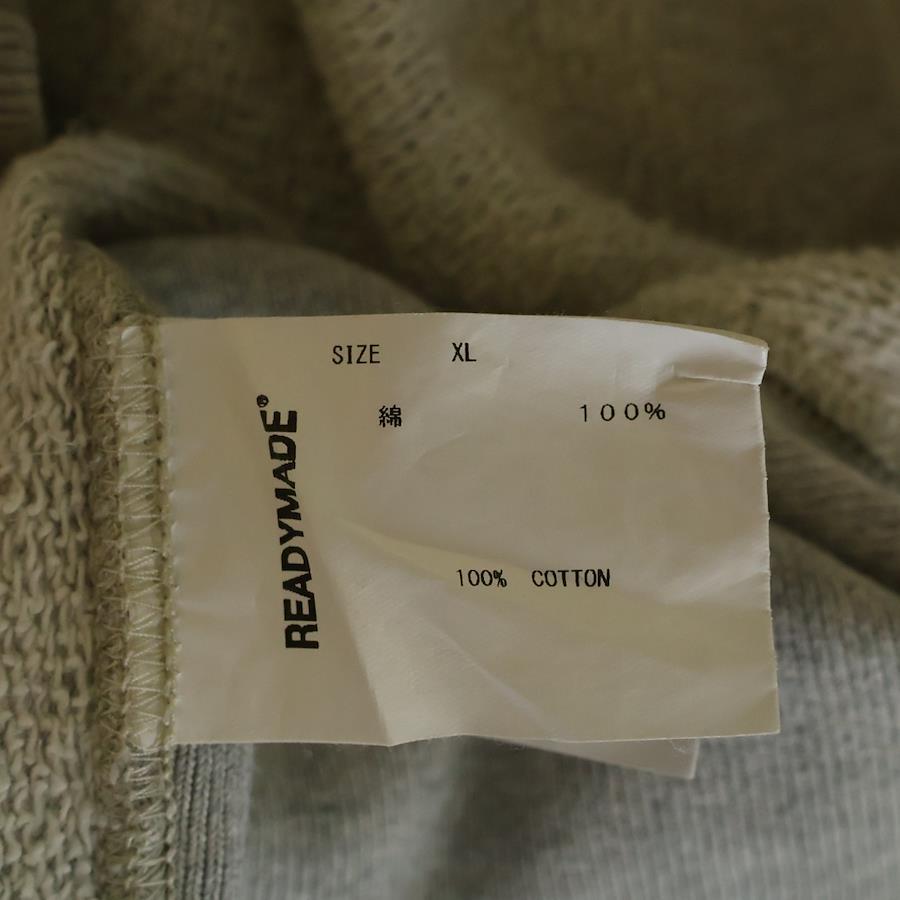 SIZE XL
綿 100%
100% COTTON
READYMADE®